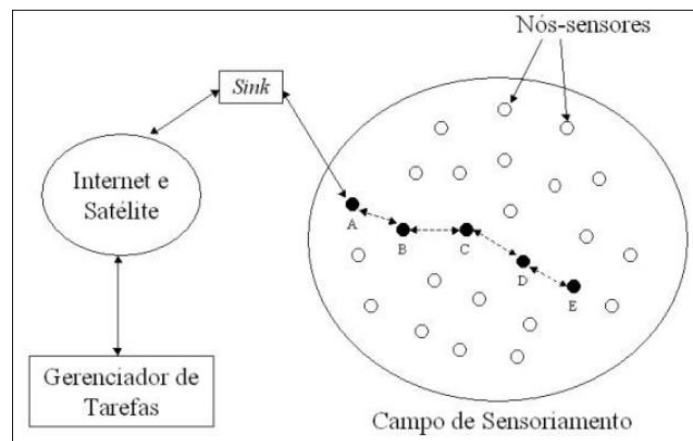 Nós-sensores
Sink
Internet e
Satélite
A
B
C
D
E
Gerenciador de
Tarefas
Campo de Sensoriamento